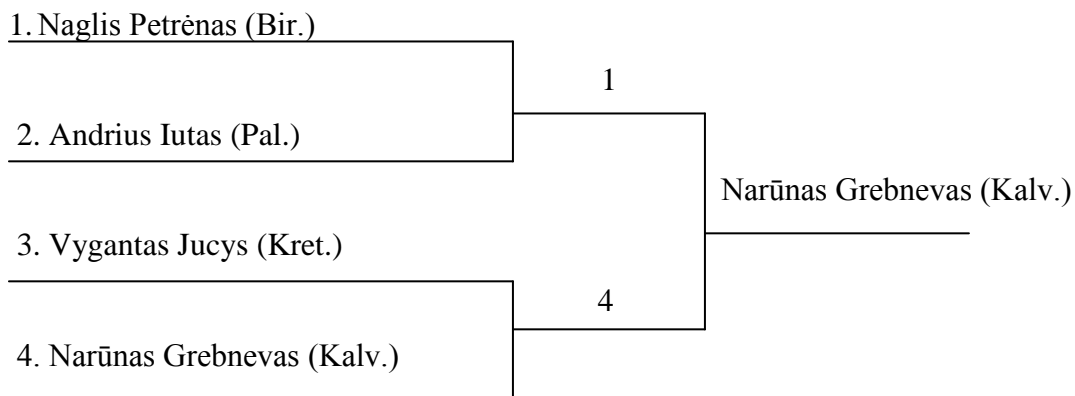 1. Naglis Petrėnas (Bir.)
1
2. Andrius Iutas (Pal.)
Narūnas Grebnevas (Kalv.)
3. Vygantas Jucys (Kret.)
4
4. Narūnas Grebnevas (Kalv.)